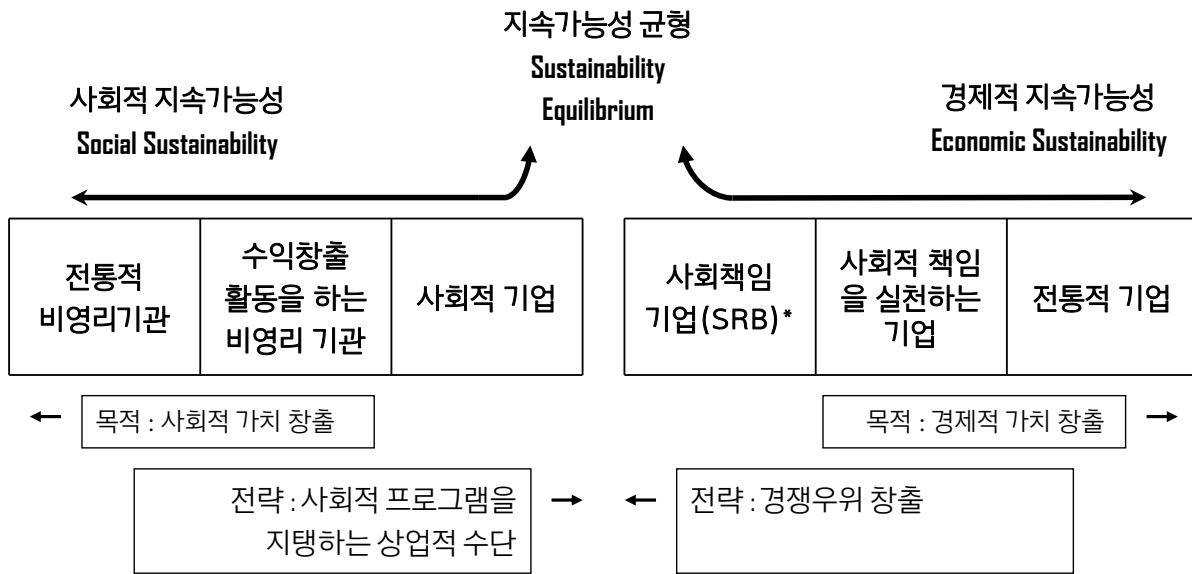 지속가능성 균형
Sustainability
Equilibrium
사회적 지속가능성
Social Sustainability
경제적 지속가능성
Economic Sustainability
전통적
비영리기관
수익창출
활동을 하는
비영리 기관
사회적 기업
사회책임
기업(SRB)*
사회적 책임
을 실천하는
기업
전통적 기업
목적 : 사회적 가치 창출
목적 : 경제적 가치 창출
전략 : 사회적 프로그램을
지탱하는 상업적 수단
전략 : 경쟁우위 창출